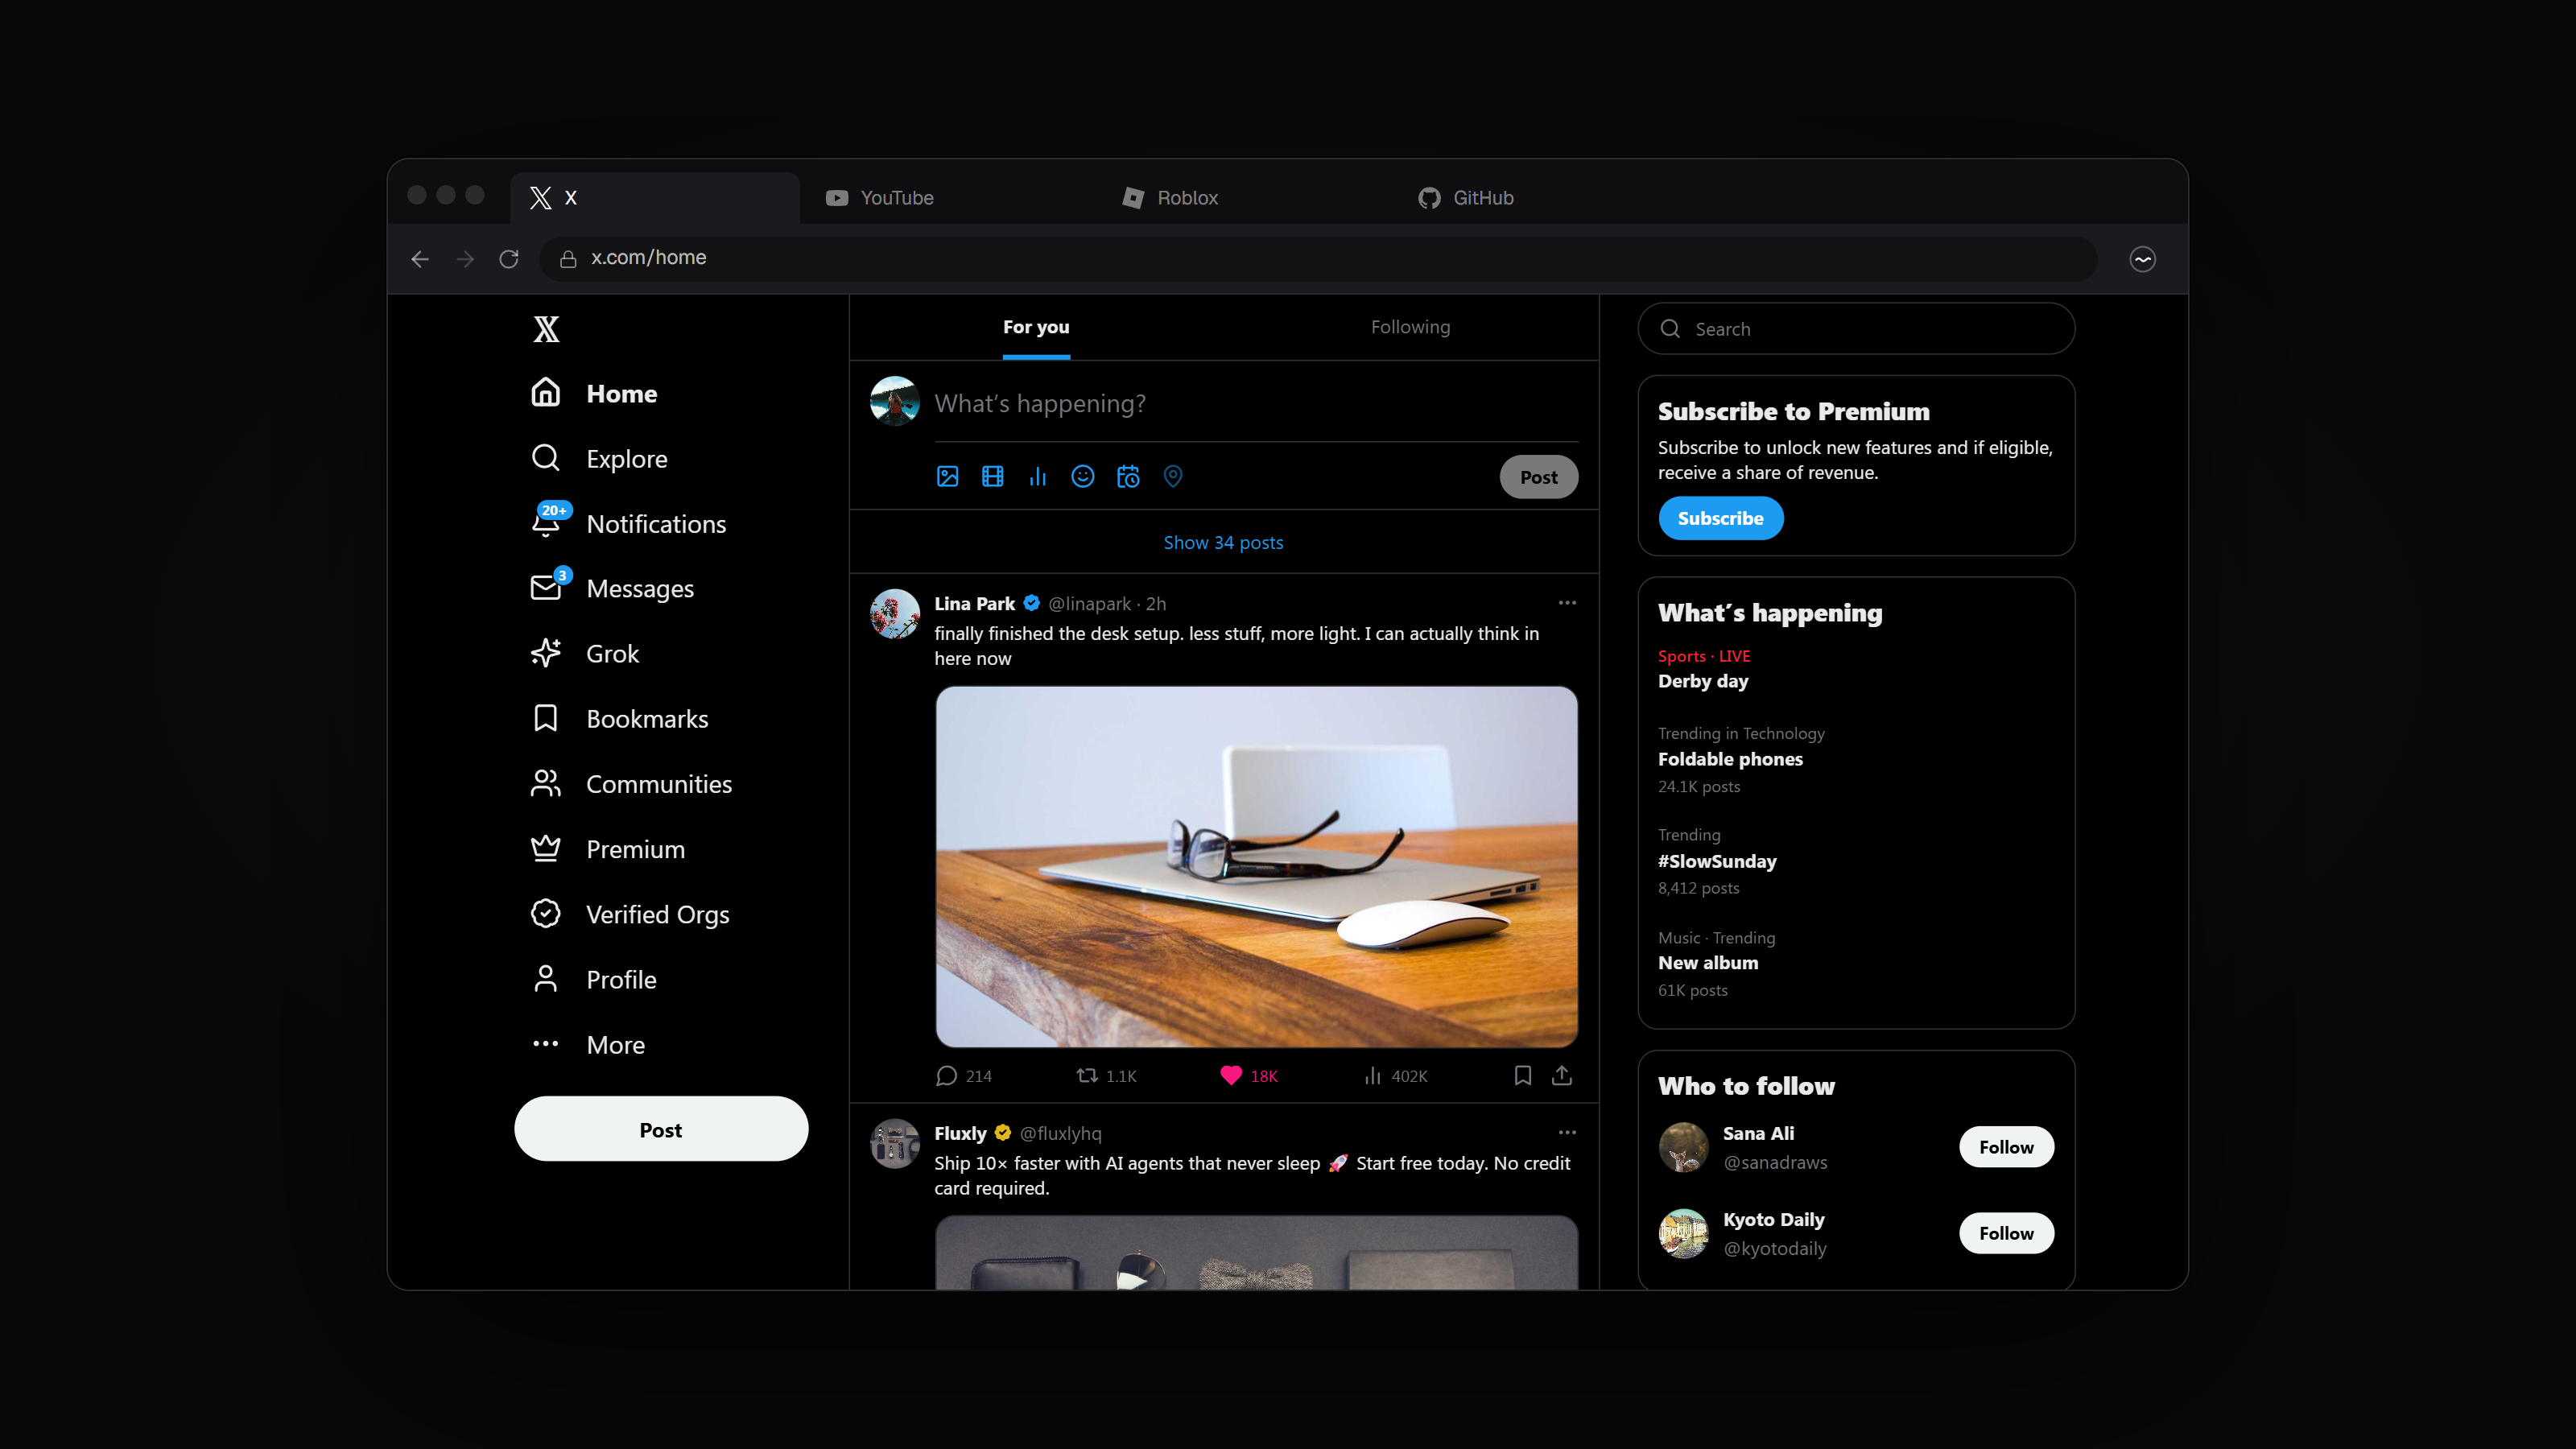 X
YouTube
Roblox
GitHub
x.com/home
Home
Explore
20+
Notifications
3
Messages
Grok
Bookmarks
Communities
Premium
Verified Orgs
Profile
More
Post
For you
Following
What’s happening?
Post
Show 34 posts
Lina Park @linapark · 2h
finally finished the desk setup. less stuff, more light. I can actually think in
here now
214
1.1K
18K
402K
Fluxly @fluxlyhq
Ship 10× faster with AI agents that never sleep 🚀 Start free today. No credit
card required.
Search
Subscribe to Premium
Subscribe to unlock new features and if eligible,
receive a share of revenue.
Subscribe
What’s happening
Sports · LIVE
Derby day
Trending in Technology
Foldable phones
24.1K posts
Trending
#SlowSunday
8,412 posts
Music · Trending
New album
61K posts
Who to follow
Sana Ali
@sanadraws
Follow
Kyoto Daily
@kyotodaily
Follow